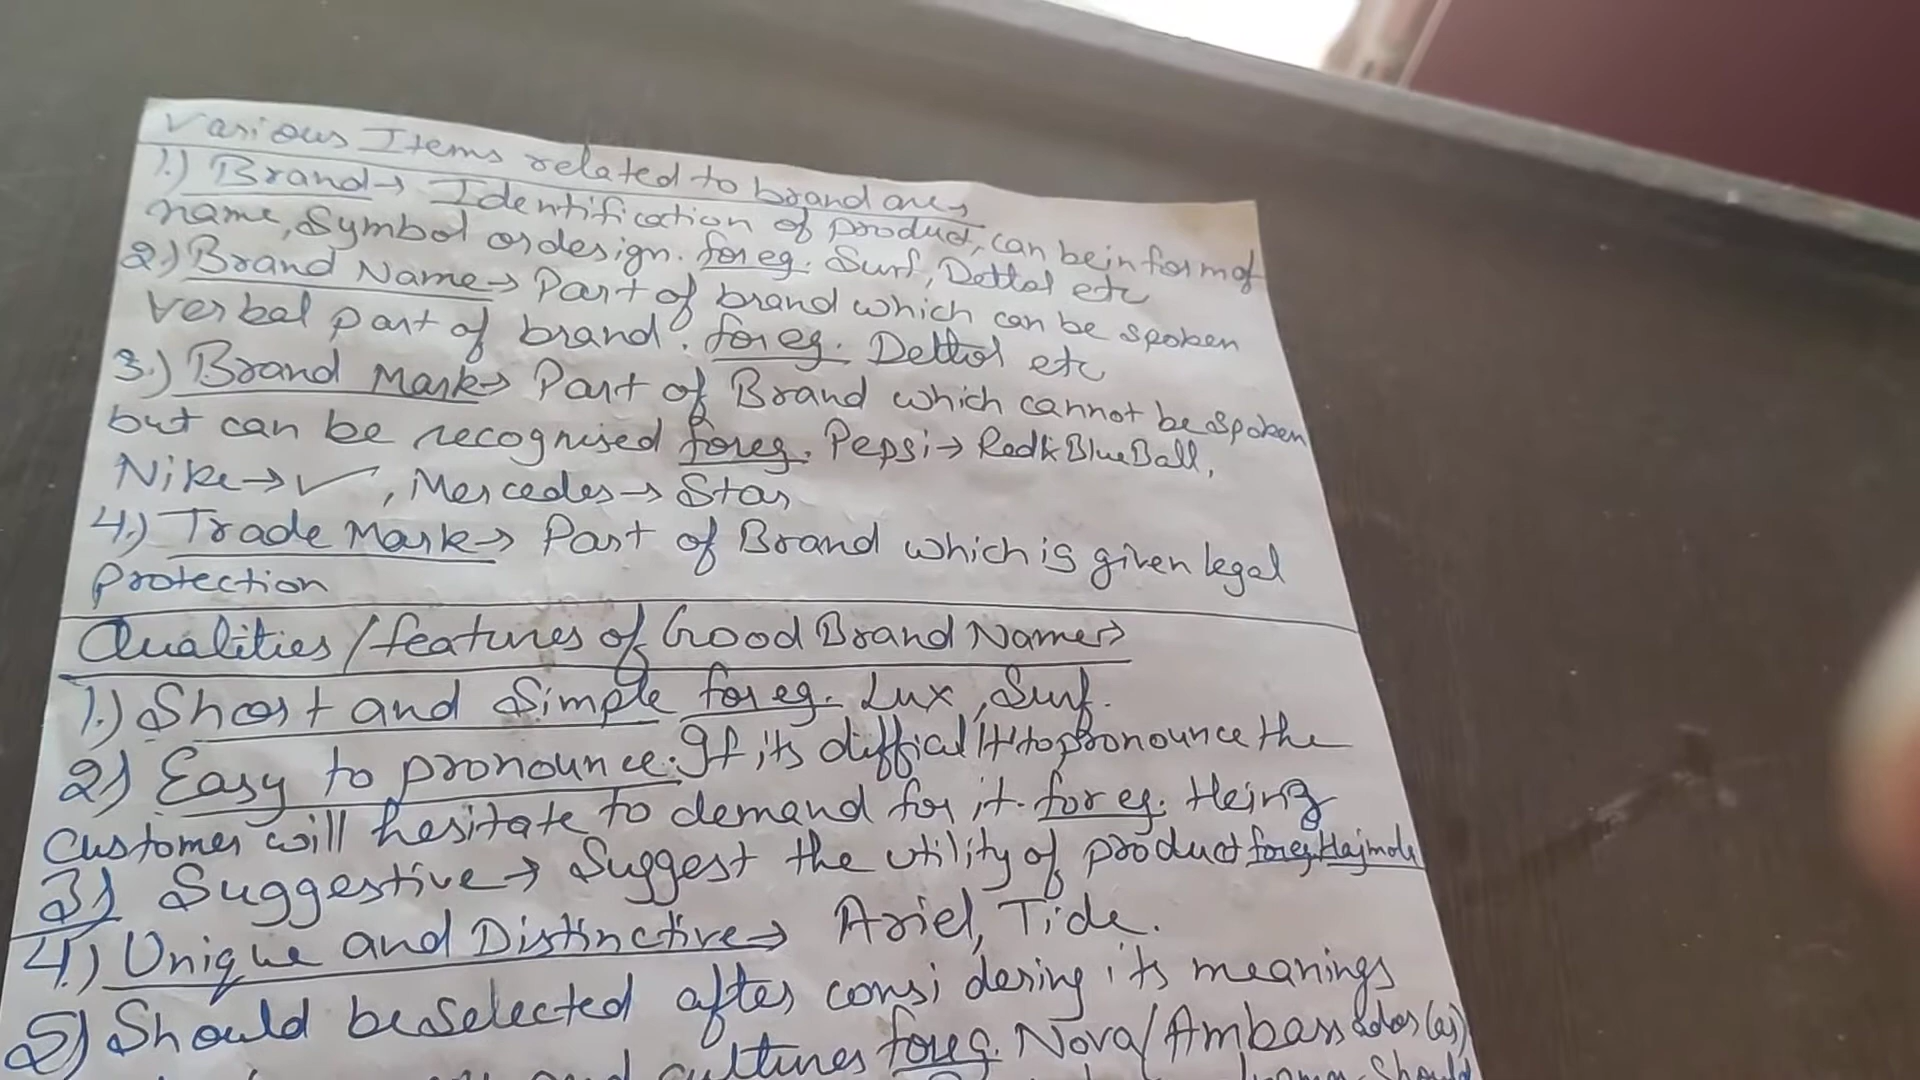 Various Items related to brand are→
1.) Brand→ Identification of product, can be in form of
name, Symbol or design. for eg. Surf, Dettol etc
2.) Brand Name→ Part of brand which can be spoken
Verbal part of brand. for eg. Dettol etc
3.) Brand Mark→ Part of Brand which cannot be spoken
but can be recognised for eg. Pepsi→ Red & Blue Ball,
Nike→ ✓, Mercedes→ Star
4.) Trade Mark→ Part of Brand which is given legal
Protection
Qualities/features of Good Brand Name→
1.) Short and Simple for eg. Lux, Surf.
2) Easy to pronounce. If its difficult to pronounce the
Customer will hesitate to demand for it. for eg.
3) Suggestive→ Suggest the utility of product for eg. Hajmola
4.) Unique and Distinctive→ Ariel, Tide.
5) Should be selected after considering its meanings
and cultures for eg. Nova/Ambassador (as)
Should